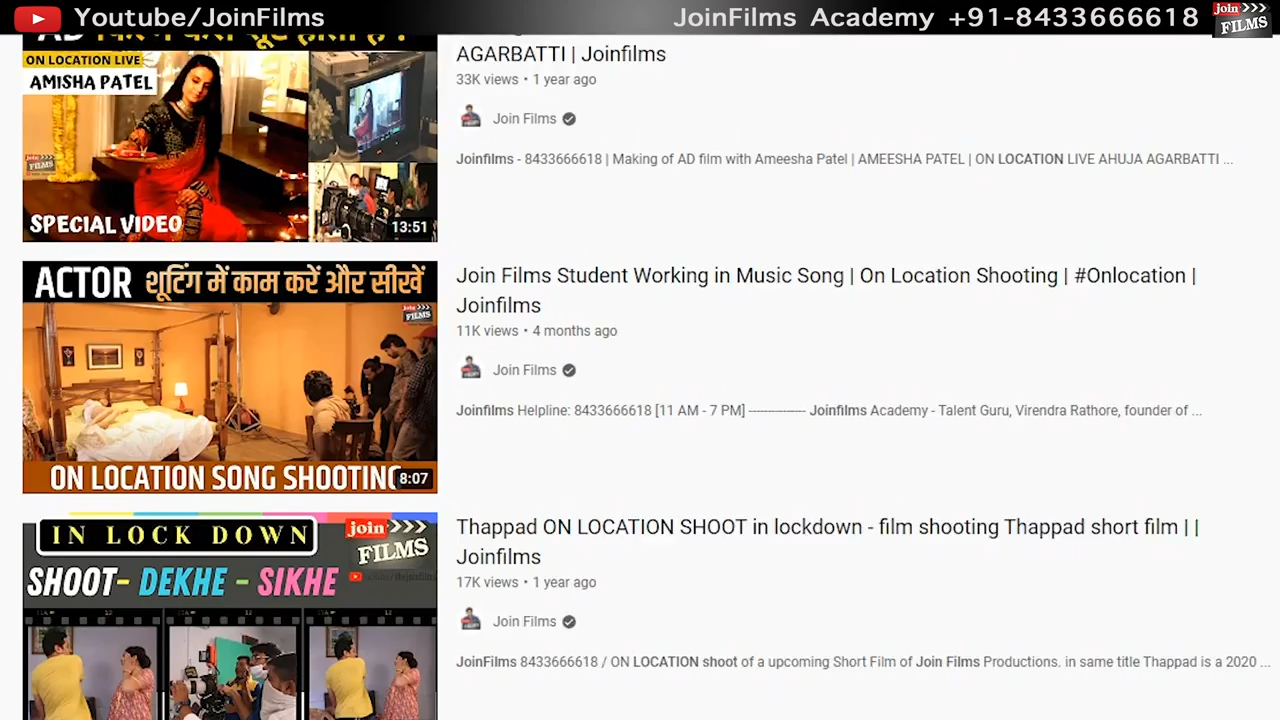 Youtube/JoinFilms
JoinFilms Academy +91-8433666618
Join
FILMS
AD
ON LOCATION LIVE
AMISHA PATEL
Join
FILMS
SPECIAL VIDEO
13:51
AGARBATTI | Joinfilms
33K views • 1 year ago
Join Films
Joinfilms - 8433666618 | Making of AD film with Ameesha Patel | AMEESHA PATEL | ON LOCATION LIVE AHUJA AGARBATTI ...
ACTOR शूटिंग में काम करें और सीखें
Join
FILMS
ON LOCATION SONG SHOOTING
8:07
Join Films Student Working in Music Song | On Location Shooting | #Onlocation |
Joinfilms
11K views • 4 months ago
Join Films
Joinfilms Helpline: 8433666618 [11 AM - 7 PM] ---------------- Joinfilms Academy - Talent Guru, Virendra Rathore, founder of ...
IN LOCK DOWN
join
FILMS
SHOOT- DEKHE - SIKHE
Thappad ON LOCATION SHOOT in lockdown - film shooting Thappad short film | |
Joinfilms
17K views • 1 year ago
Join Films
JoinFilms 8433666618 / ON LOCATION shoot of a upcoming Short Film of Join Films Productions. in same title Thappad is a 2020 ...